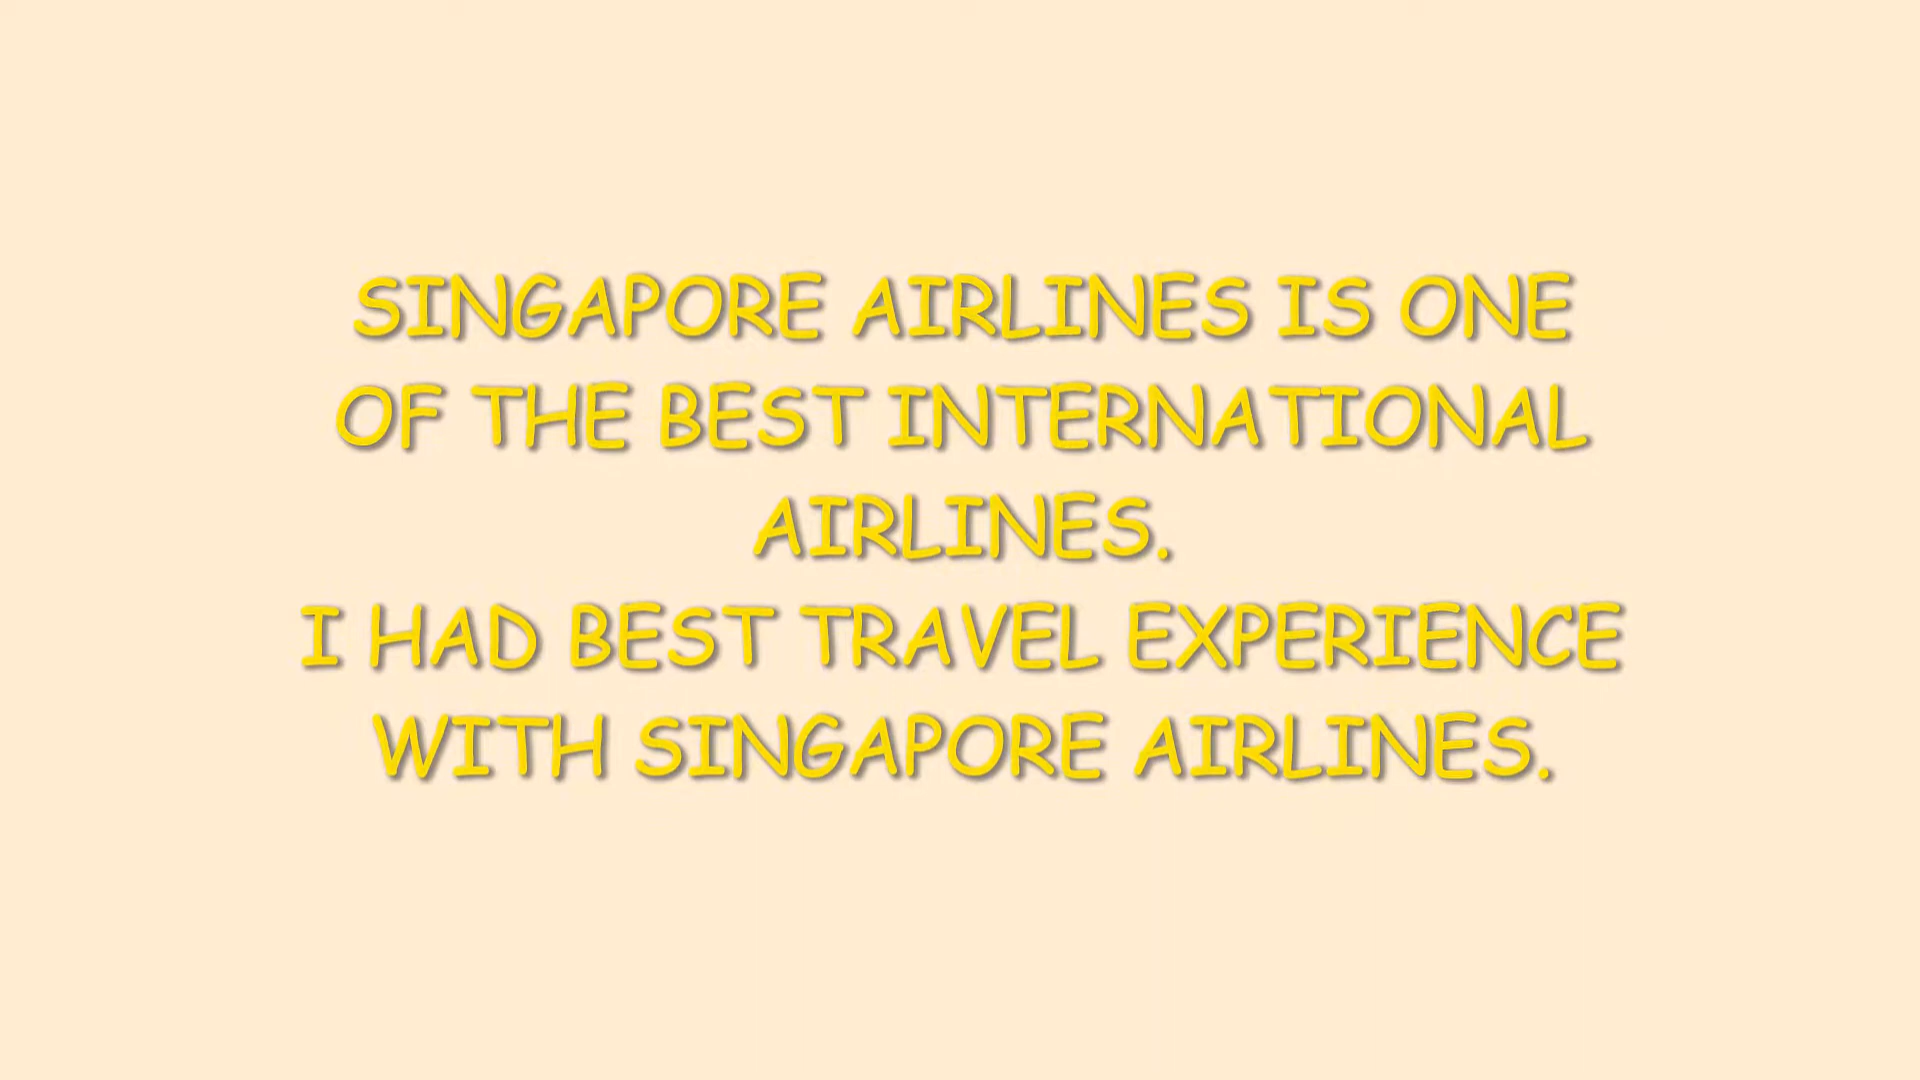 SINGAPORE AIRLINES IS ONE
OF THE BEST INTERNATIONAL
AIRLINES.
I HAD BEST TRAVEL EXPERIENCE
WITH SINGAPORE AIRLINES.